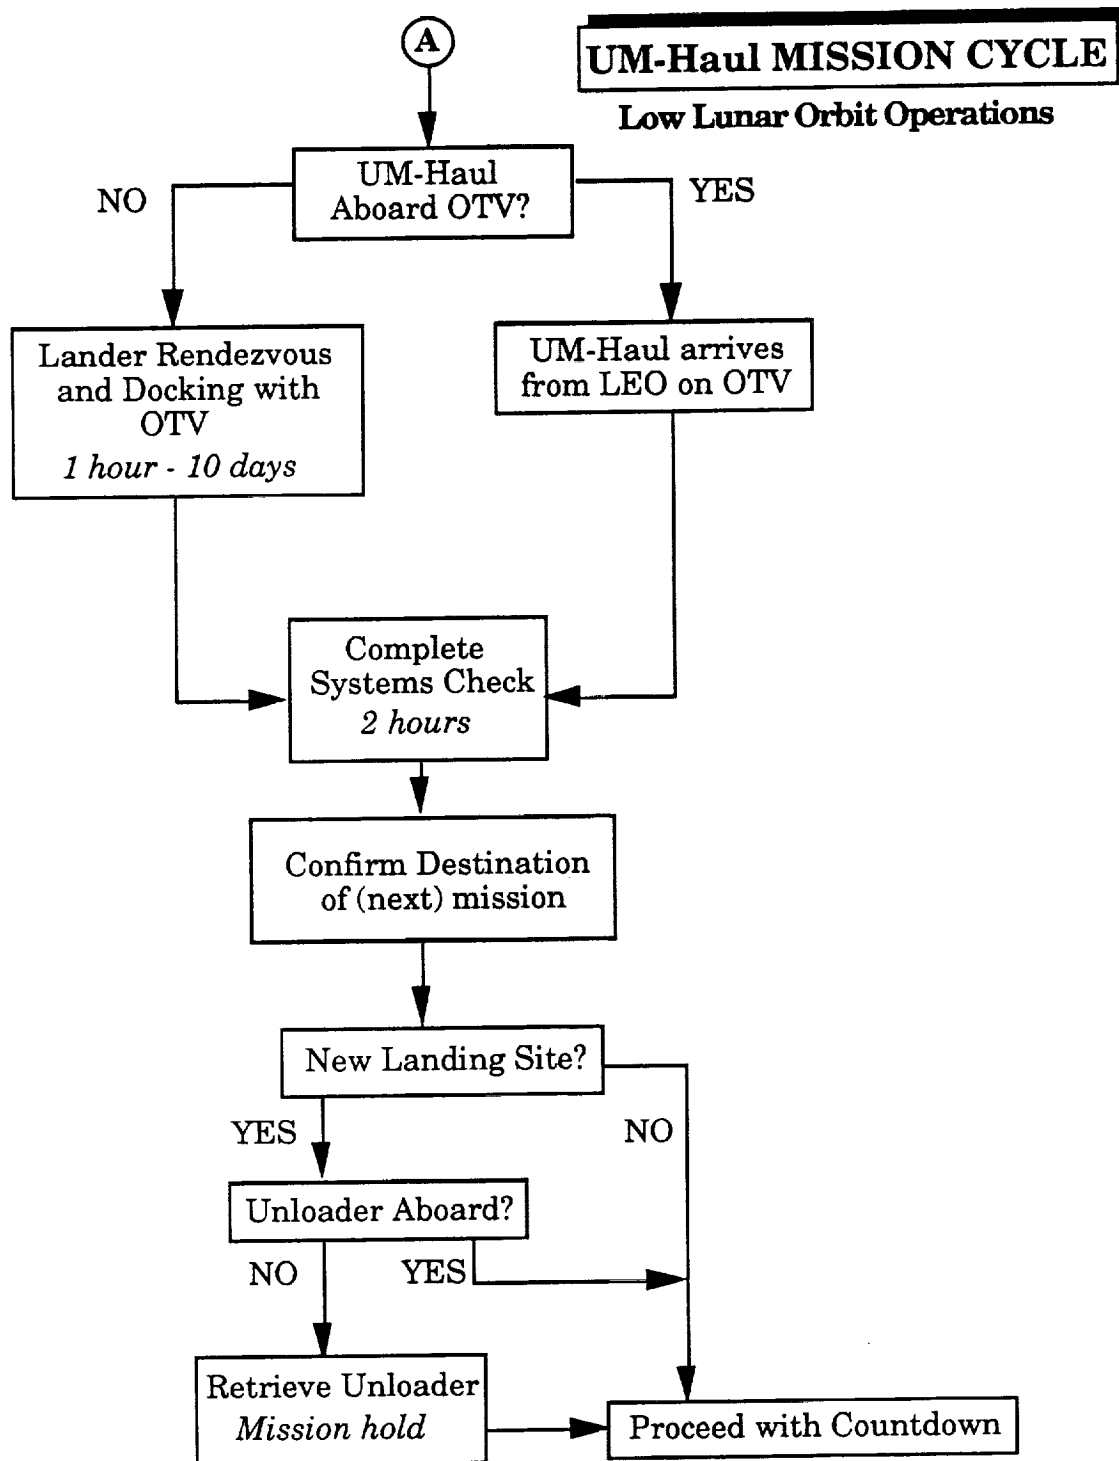 A
UM-Haul MISSION CYCLE
Low Lunar Orbit Operations
UM-Haul
Aboard OTV?
NO
YES
Lander Rendezvous
and Docking with
OTV
1 hour - 10 days
UM-Haul arrives
from LEO on OTV
Complete
Systems Check
2 hours
Confirm Destination
of (next) mission
New Landing Site?
YES
NO
Unloader Aboard?
NO
YES
Retrieve Unloader
Mission hold
Proceed with Countdown